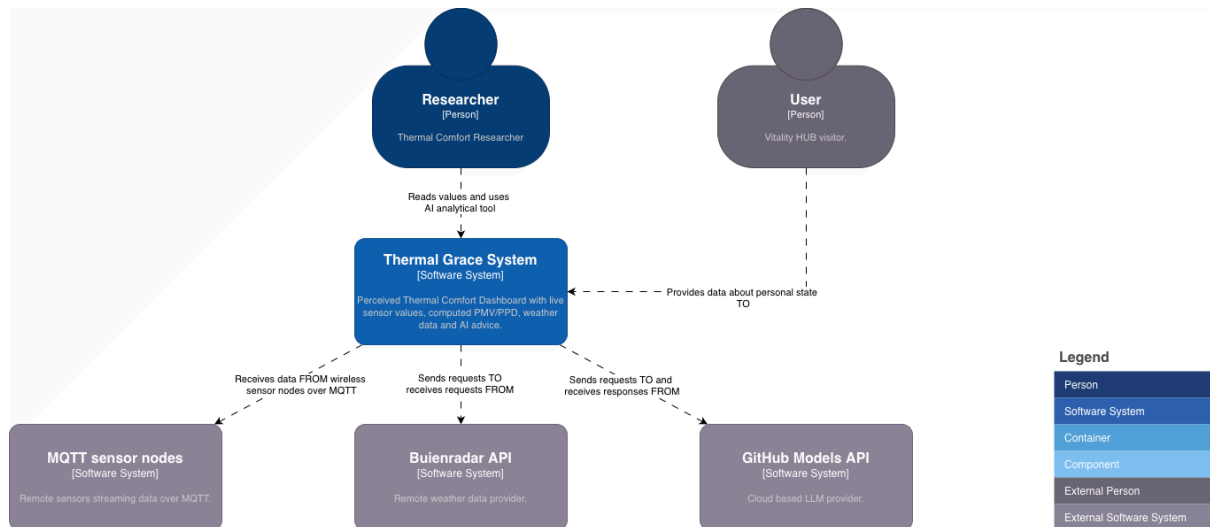 Researcher
[Person]
Thermal Comfort Researcher
User
[Person]
Vitality HUB visitor.
Reads values and uses
AI analytical tool
Thermal Grace System
[Software System]
Perceived Thermal Comfort Dashboard with live
sensor values, computed PMV/PPD, weather
data and AI advice.
Provides data about personal state
TO
Receives data FROM wireless
sensor nodes over MQTT
Sends requests TO
receives requests FROM
Sends requests TO and
receives responses FROM
MQTT sensor nodes
[Software System]
Remote sensors streaming data over MQTT.
Buienradar API
[Software System]
Remote weather data provider.
GitHub Models API
[Software System]
Cloud based LLM provider.
Legend
Person
Software System
Container
Component
External Person
External Software System